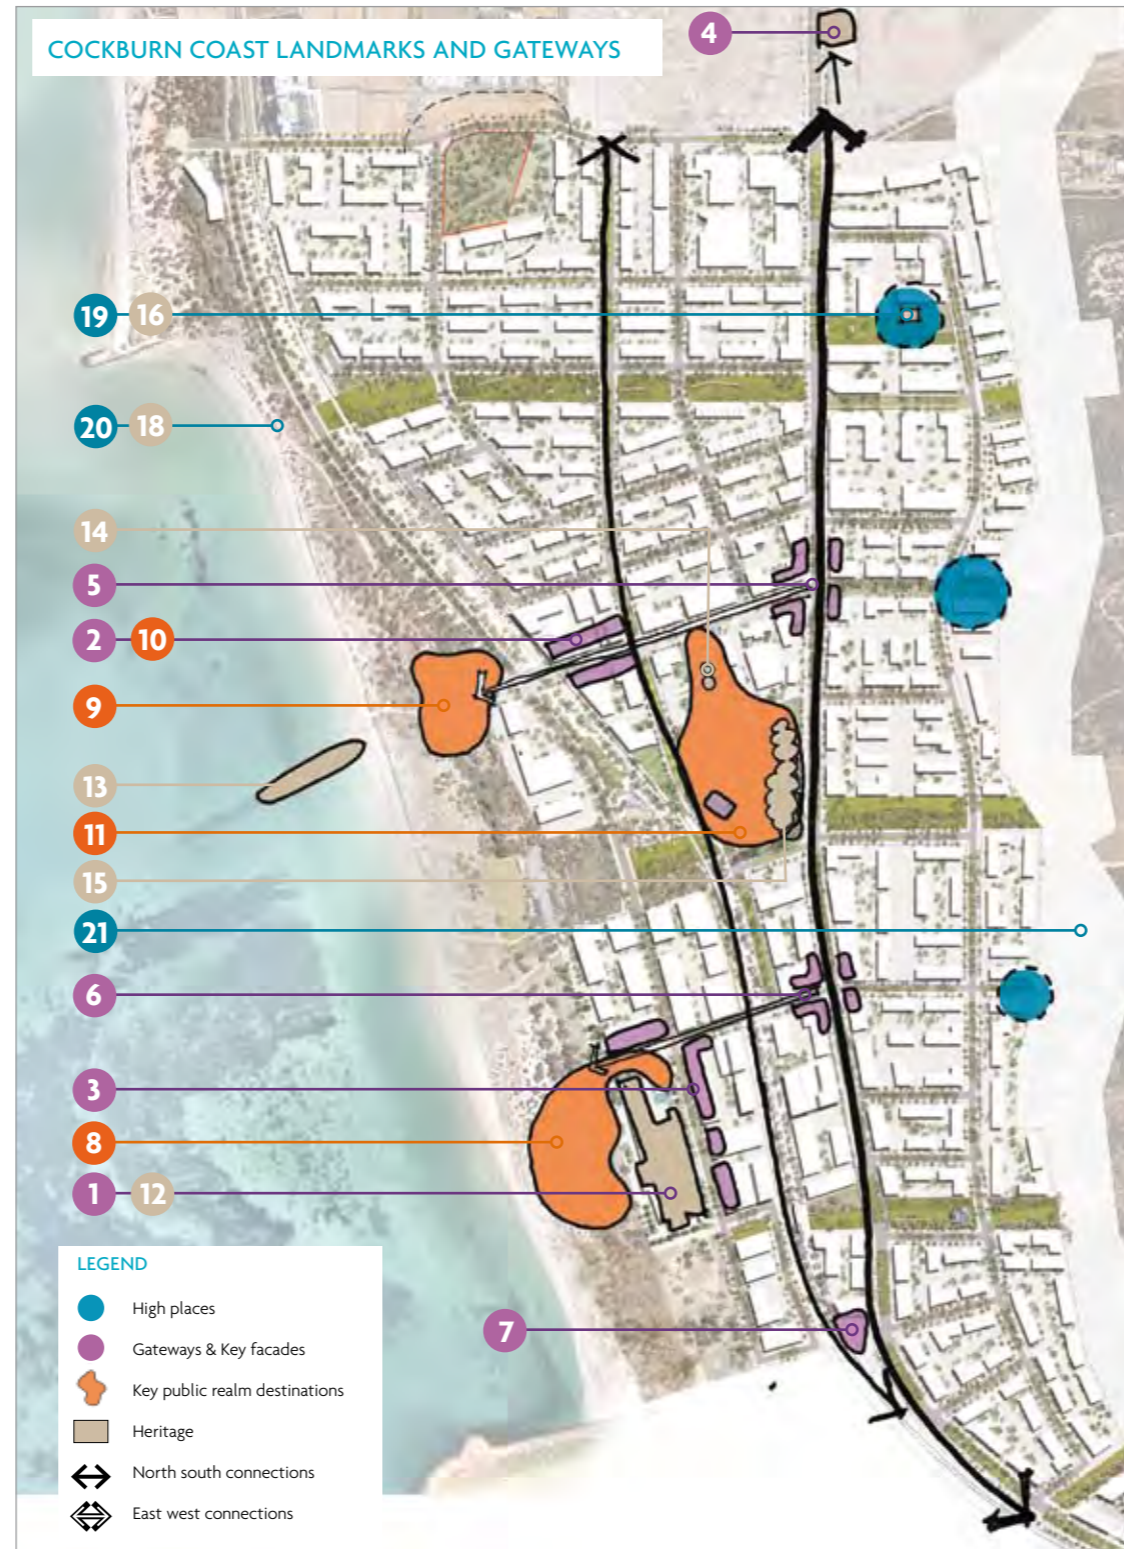 COCKBURN COAST LANDMARKS AND GATEWAYS
4
19 16
20 18
14
5
2 10
9
13
11
15
21
6
3
8
1 12
7
LEGEND
High places
Gateways & Key facades
Key public realm destinations
Heritage
North south connections
East west connections